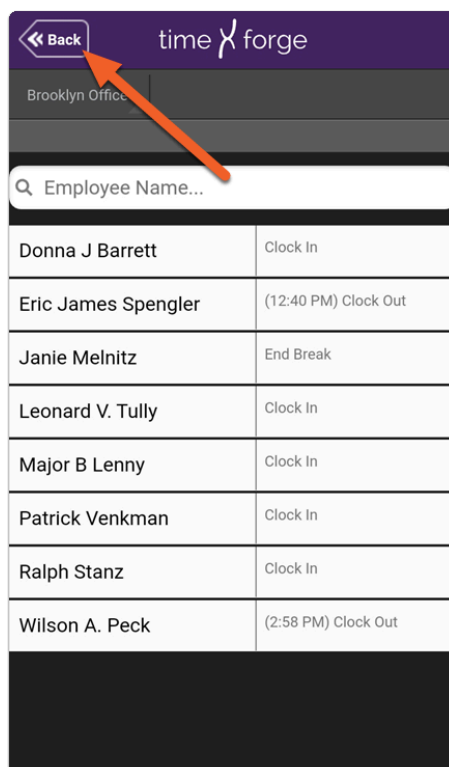 Back
time forge
Brooklyn Office
Employee Name...
Donna J Barrett Clock In
Eric James Spengler (12:40 PM) Clock Out
Janie Melnitz End Break
Leonard V. Tully Clock In
Major B Lenny Clock In
Patrick Venkman Clock In
Ralph Stanz Clock In
Wilson A. Peck (2:58 PM) Clock Out